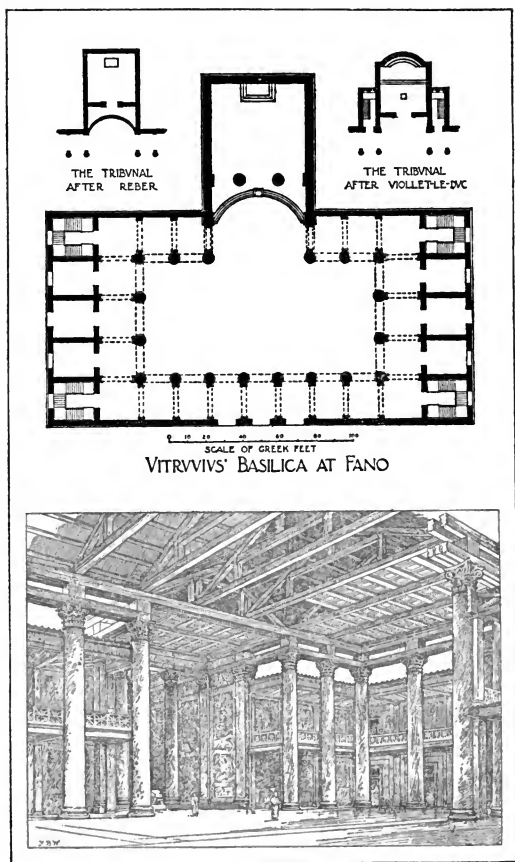 THE TRIBVNAL
AFTER REBER
THE TRIBVNAL
AFTER VIOLLET-LE-DVC
0 10 20 40 60 80 100
SCALE OF GREEK FEET
VITRVVIVS' BASILICA AT FANO